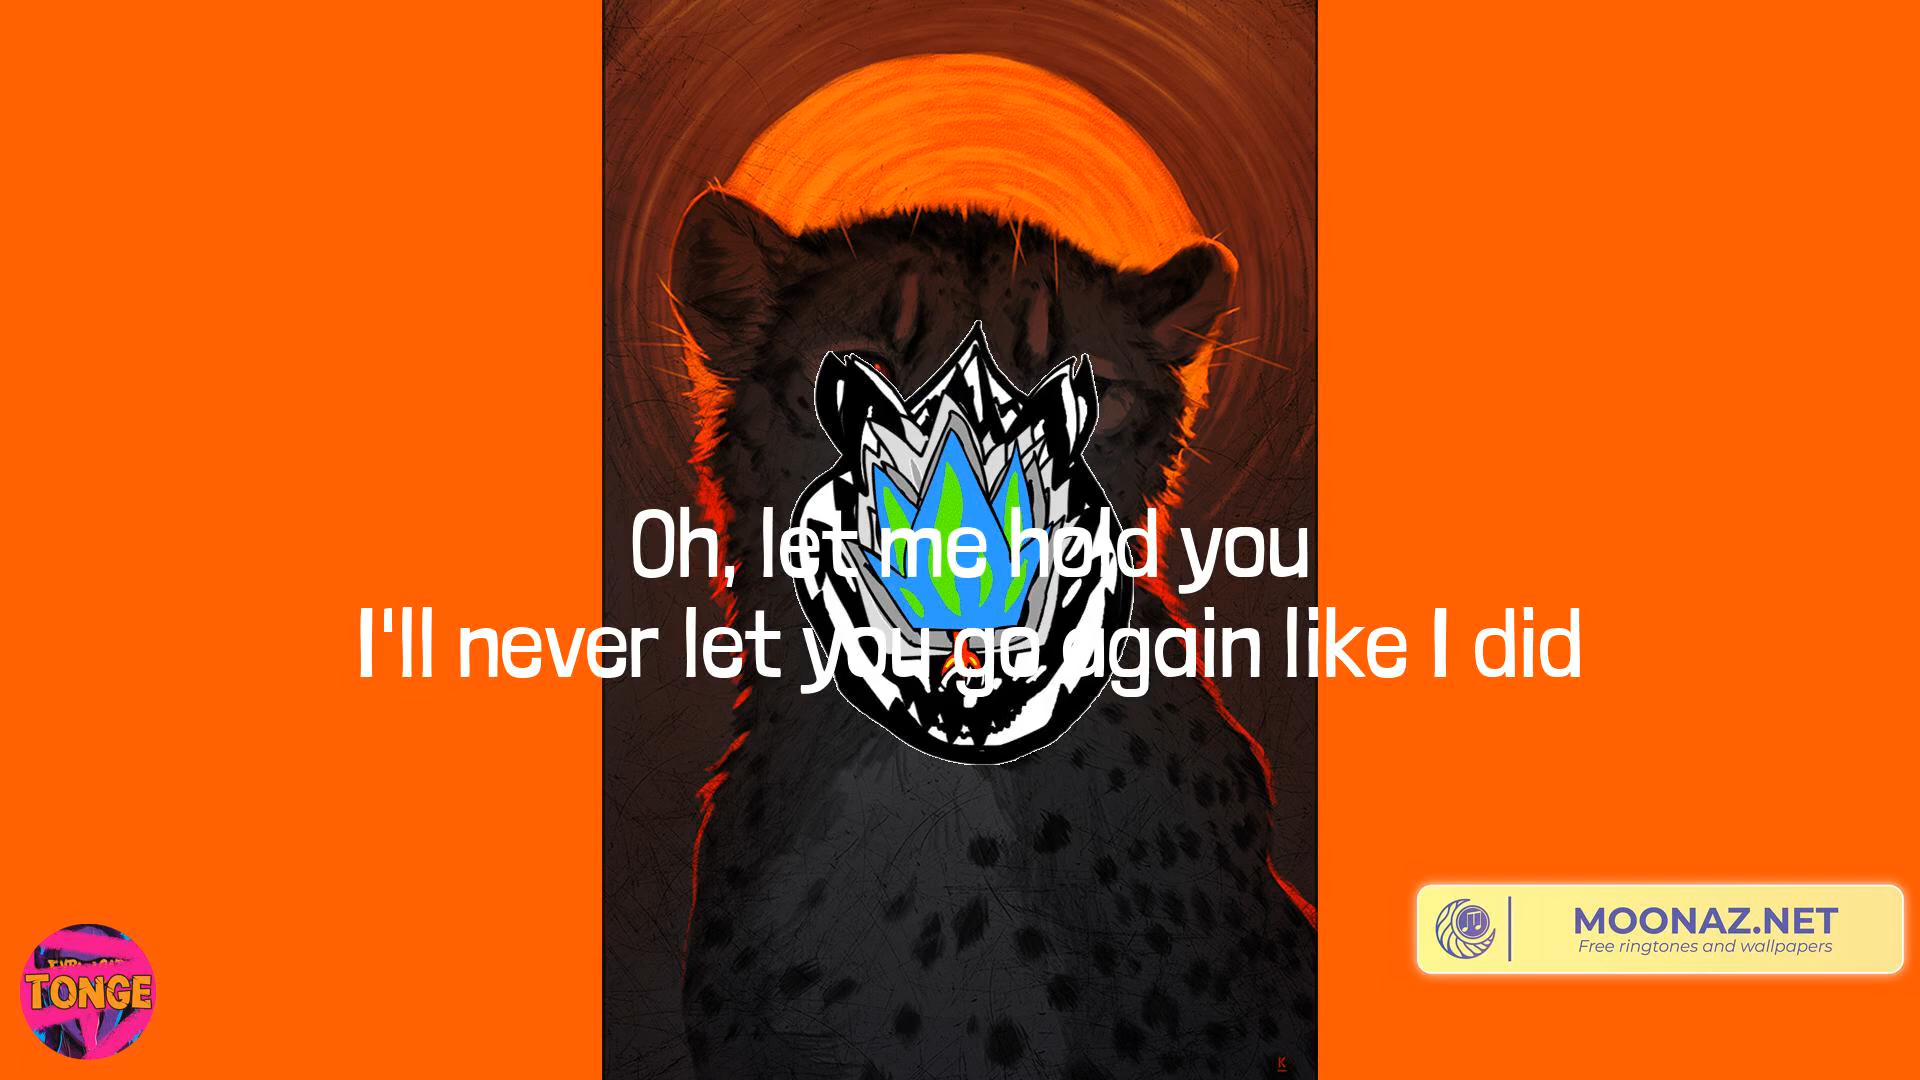 Oh, let me hold you
I'll never let you go again like I did
MOONAZ.NET
Free ringtones and wallpapers
TONGE
K